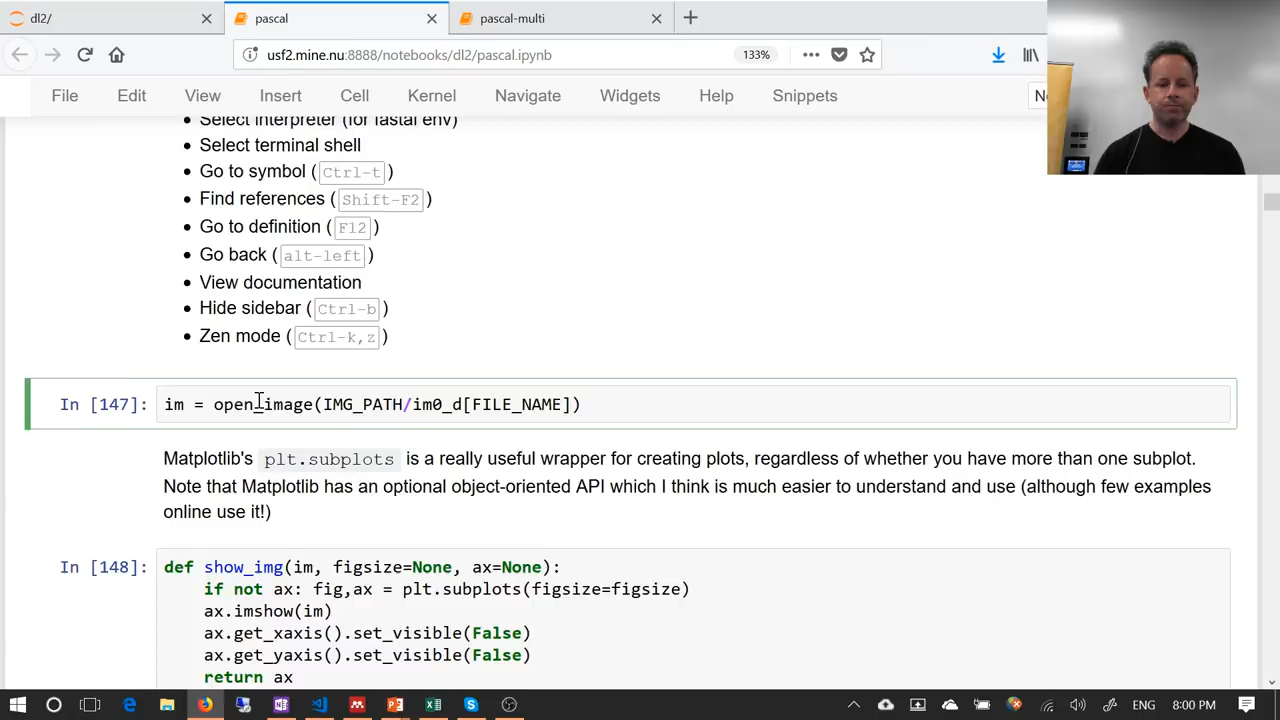 dl2/
pascal
pascal-multi
usf2.mine.nu:8888/notebooks/dl2/pascal.ipynb
133%
File Edit View Insert Cell Kernel Navigate Widgets Help Snippets
Select interpreter (for fastai env)
Select terminal shell
Go to symbol ( Ctrl-t )
Find references ( Shift-F2 )
Go to definition ( F12 )
Go back ( alt-left )
View documentation
Hide sidebar ( Ctrl-b )
Zen mode ( Ctrl-k,z )
In [147]: im = open_image(IMG_PATH/im0_d[FILE_NAME])
Matplotlib's plt.subplots is a really useful wrapper for creating plots, regardless of whether you have more than one subplot.
Note that Matplotlib has an optional object-oriented API which I think is much easier to understand and use (although few examples
online use it!)
In [148]: def show_img(im, figsize=None, ax=None):
if not ax: fig,ax = plt.subplots(figsize=figsize)
ax.imshow(im)
ax.get_xaxis().set_visible(False)
ax.get_yaxis().set_visible(False)
return ax
8:00 PM